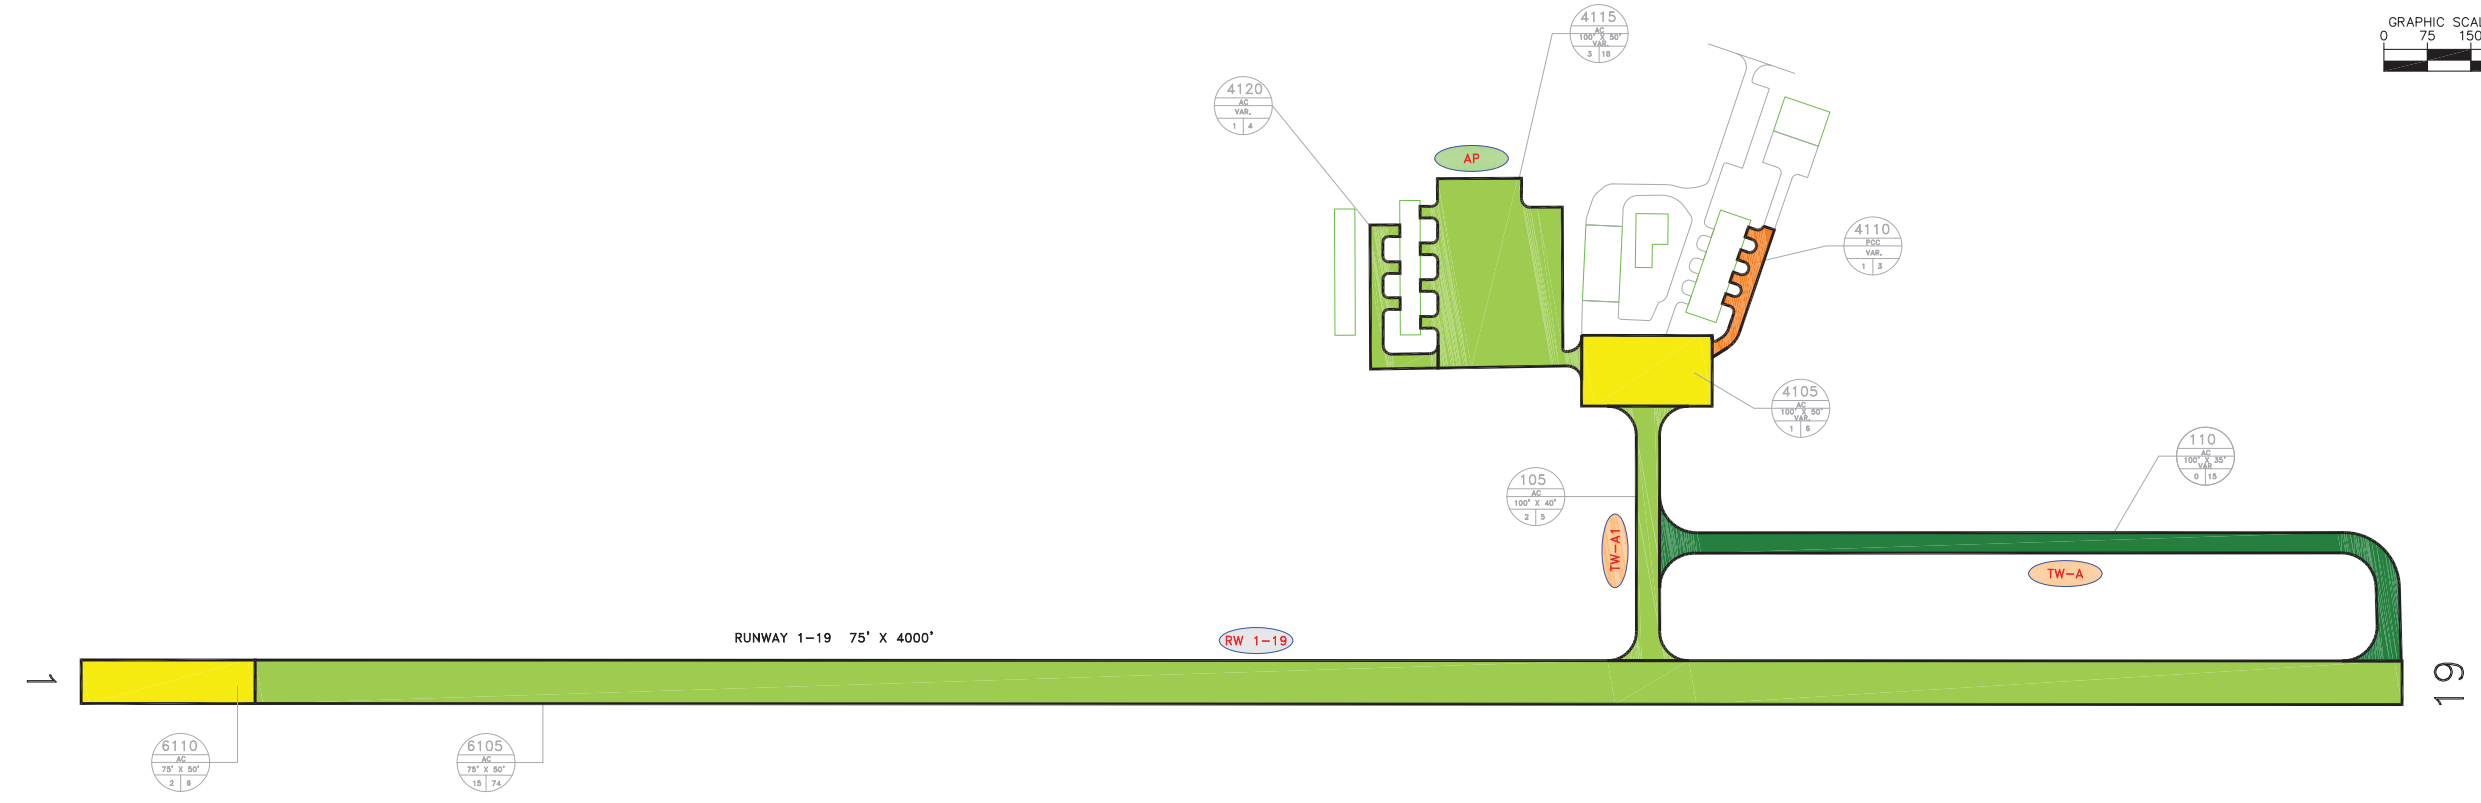 GRAPHIC SCAL
0 75 150
4115
AC
100' X 50'
VAR.
3 18
4120
AC
VAR.
1 4
AP
4110
PCC
VAR.
1 3
4105
AC
100' X 50'
VAR.
1 6
110
AC
100' X 35'
VAR
0 15
105
AC
100' X 40'
2 5
TW-A1
TW-A
RUNWAY 1-19 75' X 4000'
RW 1-19
1
19
6110
AC
75' X 50'
2 6
6105
AC
75' X 50'
15 74